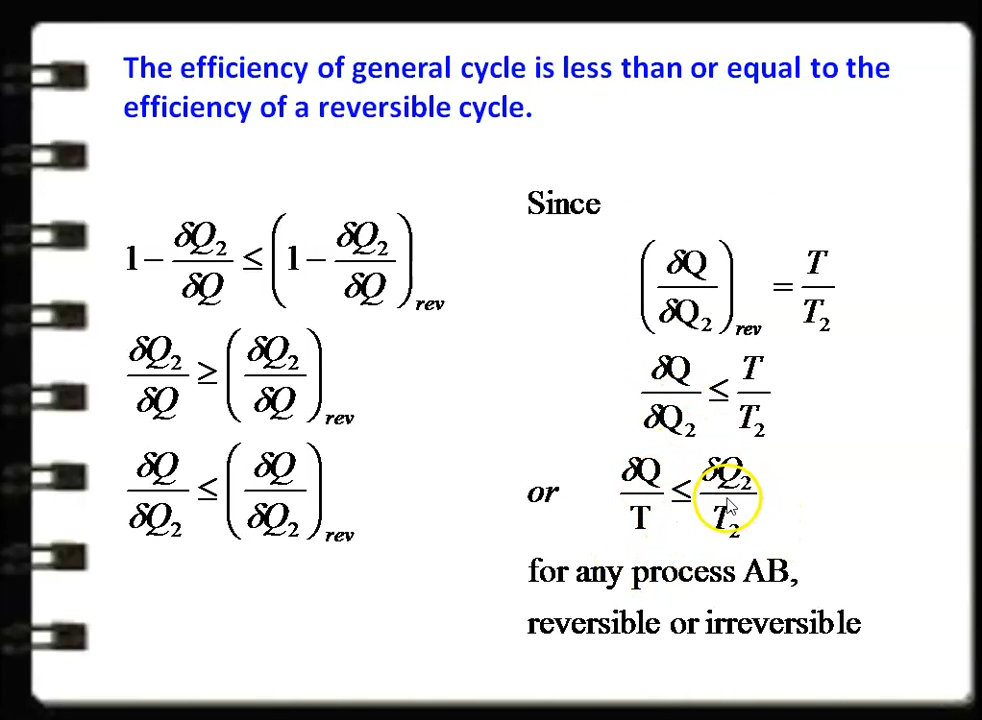 The efficiency of general cycle is less than or equal to the
efficiency of a reversible cycle.
1 − δQ₂/δQ ≤ (1 − δQ₂/δQ)rev
δQ₂/δQ ≥ (δQ₂/δQ)rev
δQ/δQ₂ ≤ (δQ/δQ₂)rev
Since
(δQ/δQ₂)rev = T/T₂
δQ/δQ₂ ≤ T/T₂
or δQ/T ≤ δQ₂/T₂
for any process AB,
reversible or irreversible